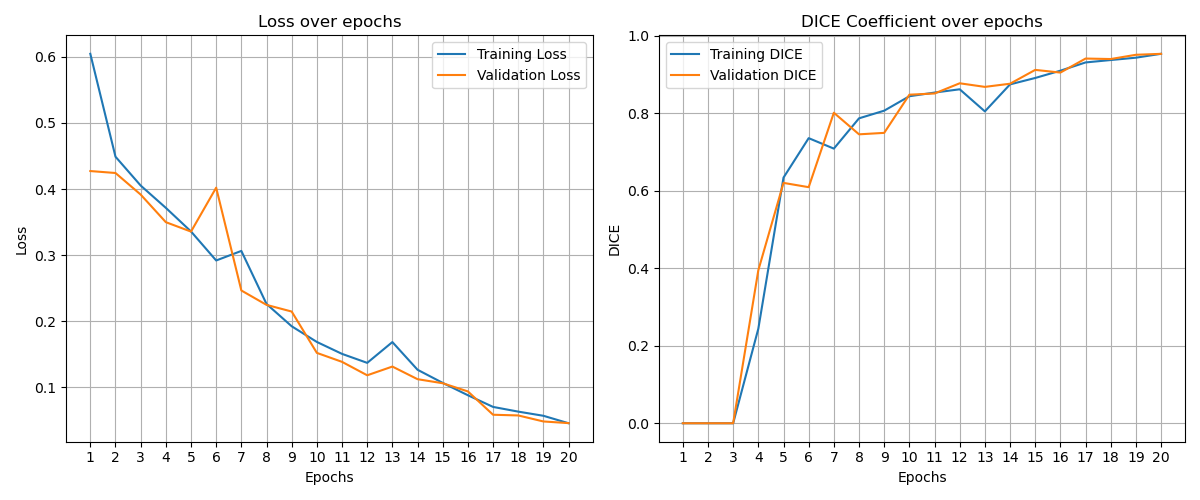 Loss over epochs
Training Loss
Validation Loss
0.6
0.5
0.4
0.3
0.2
0.1
Loss
1 2 3 4 5 6 7 8 9 10 11 12 13 14 15 16 17 18 19 20
Epochs
DICE Coefficient over epochs
Training DICE
Validation DICE
1.0
0.8
0.6
0.4
0.2
0.0
DICE
1 2 3 4 5 6 7 8 9 10 11 12 13 14 15 16 17 18 19 20
Epochs